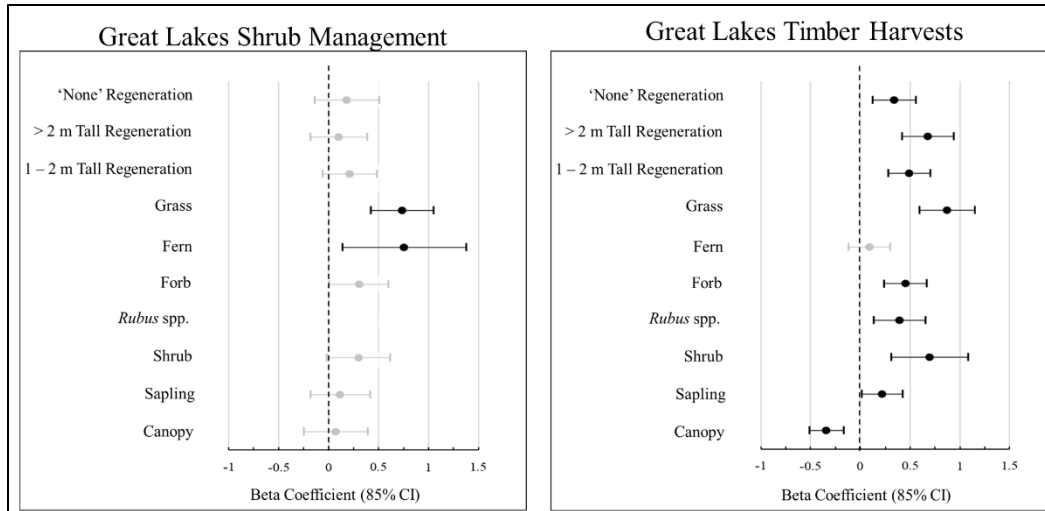 Great Lakes Shrub Management
'None' Regeneration
> 2 m Tall Regeneration
1 – 2 m Tall Regeneration
Grass
Fern
Forb
Rubus spp.
Shrub
Sapling
Canopy
-1 -0.5 0 0.5 1 1.5
Beta Coefficient (85% CI)
Great Lakes Timber Harvests
'None' Regeneration
> 2 m Tall Regeneration
1 – 2 m Tall Regeneration
Grass
Fern
Forb
Rubus spp.
Shrub
Sapling
Canopy
-1 -0.5 0 0.5 1 1.5
Beta Coefficient (85% CI)